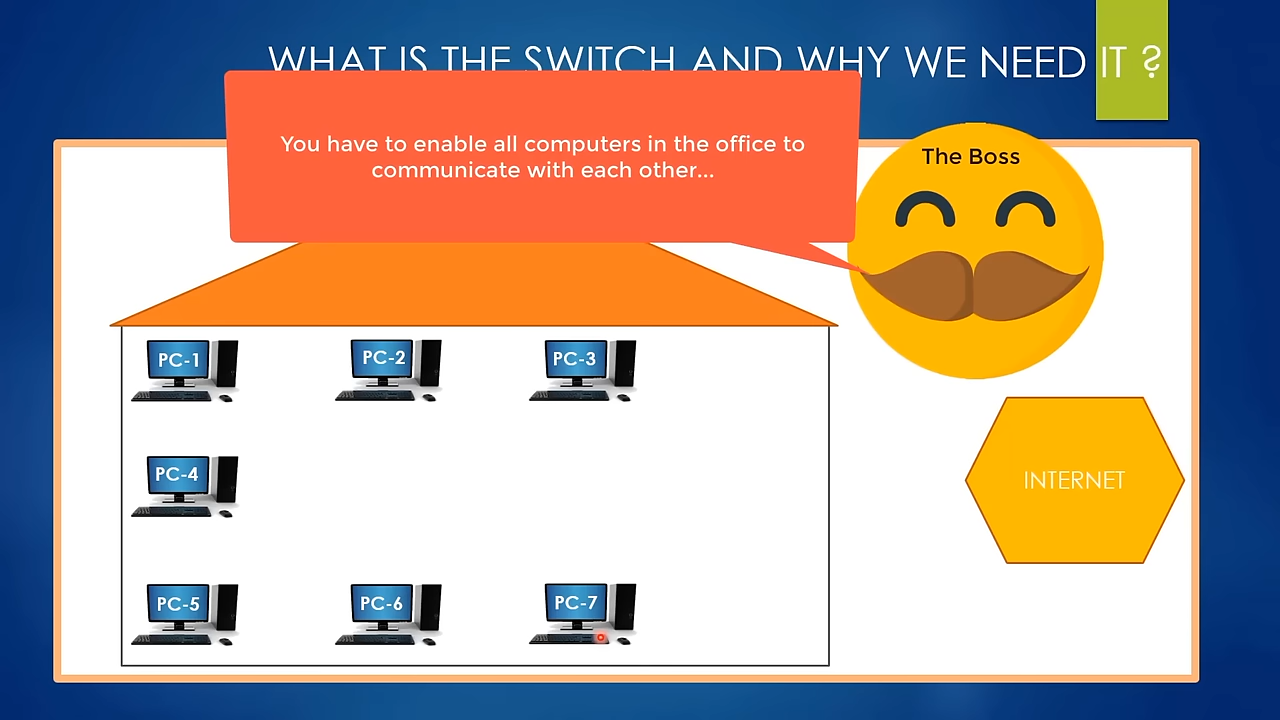 WHAT IS THE SWITCH AND WHY WE NEED IT ?
You have to enable all computers in the office to
communicate with each other...
The Boss
PC-1
PC-2
PC-3
PC-4
INTERNET
PC-5
PC-6
PC-7